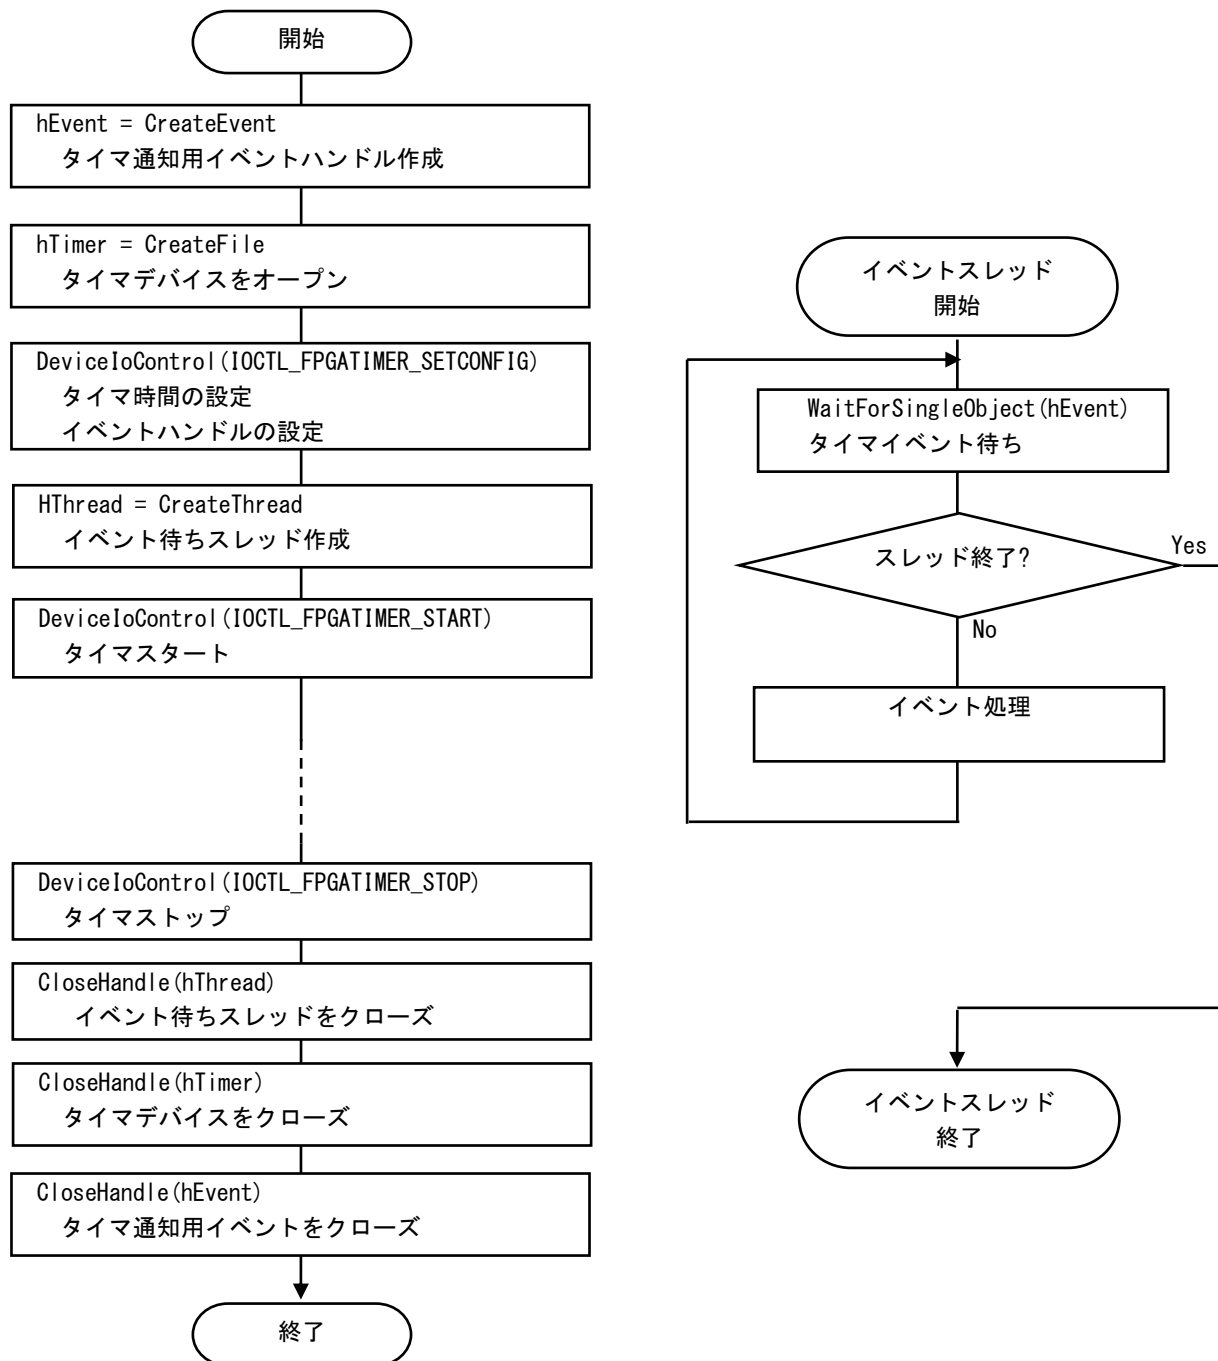 開始
hEvent = CreateEvent
タイマ通知用イベントハンドル作成
hTimer = CreateFile
タイマデバイスをオープン
DeviceIoControl(IOCTL_FPGATIMER_SETCONFIG)
タイマ時間の設定
イベントハンドルの設定
HThread = CreateThread
イベント待ちスレッド作成
DeviceIoControl(IOCTL_FPGATIMER_START)
タイマスタート
DeviceIoControl(IOCTL_FPGATIMER_STOP)
タイマストップ
CloseHandle(hThread)
イベント待ちスレッドをクローズ
CloseHandle(hTimer)
タイマデバイスをクローズ
CloseHandle(hEvent)
タイマ通知用イベントをクローズ
終了
イベントスレッド
開始
WaitForSingleObject(hEvent)
タイマイベント待ち
スレッド終了?
Yes
No
イベント処理
イベントスレッド
終了